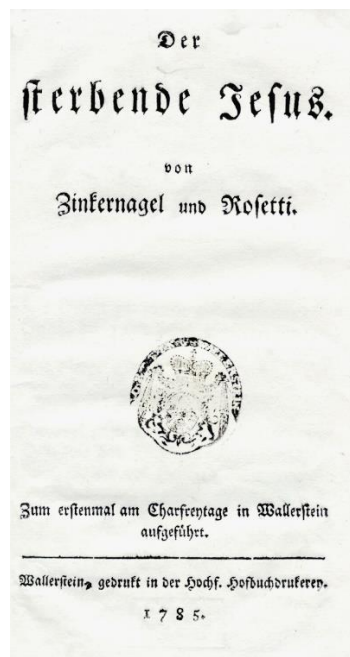 Der
sterbende Jesus.
von
Zinkernagel und Rosetti.
Zum erstenmal am Charfreytage in Wallerstein
aufgeführt.
Wallerstein, gedrukt in der Hochf. Hofbuchdrukerey.
1785.